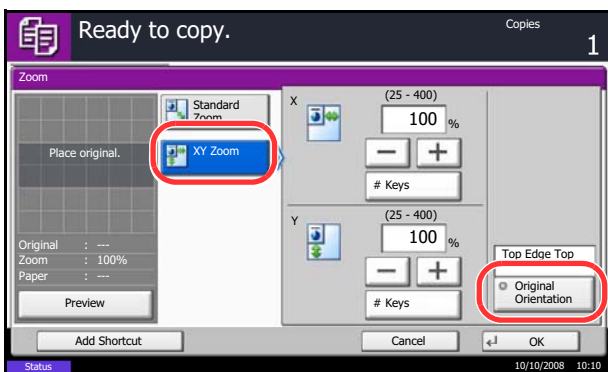 Ready to copy.
Copies
1
Zoom
Place original.
Original : ---
Zoom : 100%
Paper : ---
Preview
Standard
Zoom
XY Zoom
X
(25 - 400)
100 %
# Keys
Y
(25 - 400)
100 %
# Keys
Top Edge Top
Original
Orientation
Add Shortcut
Cancel
OK
Status
10/10/2008 10:10